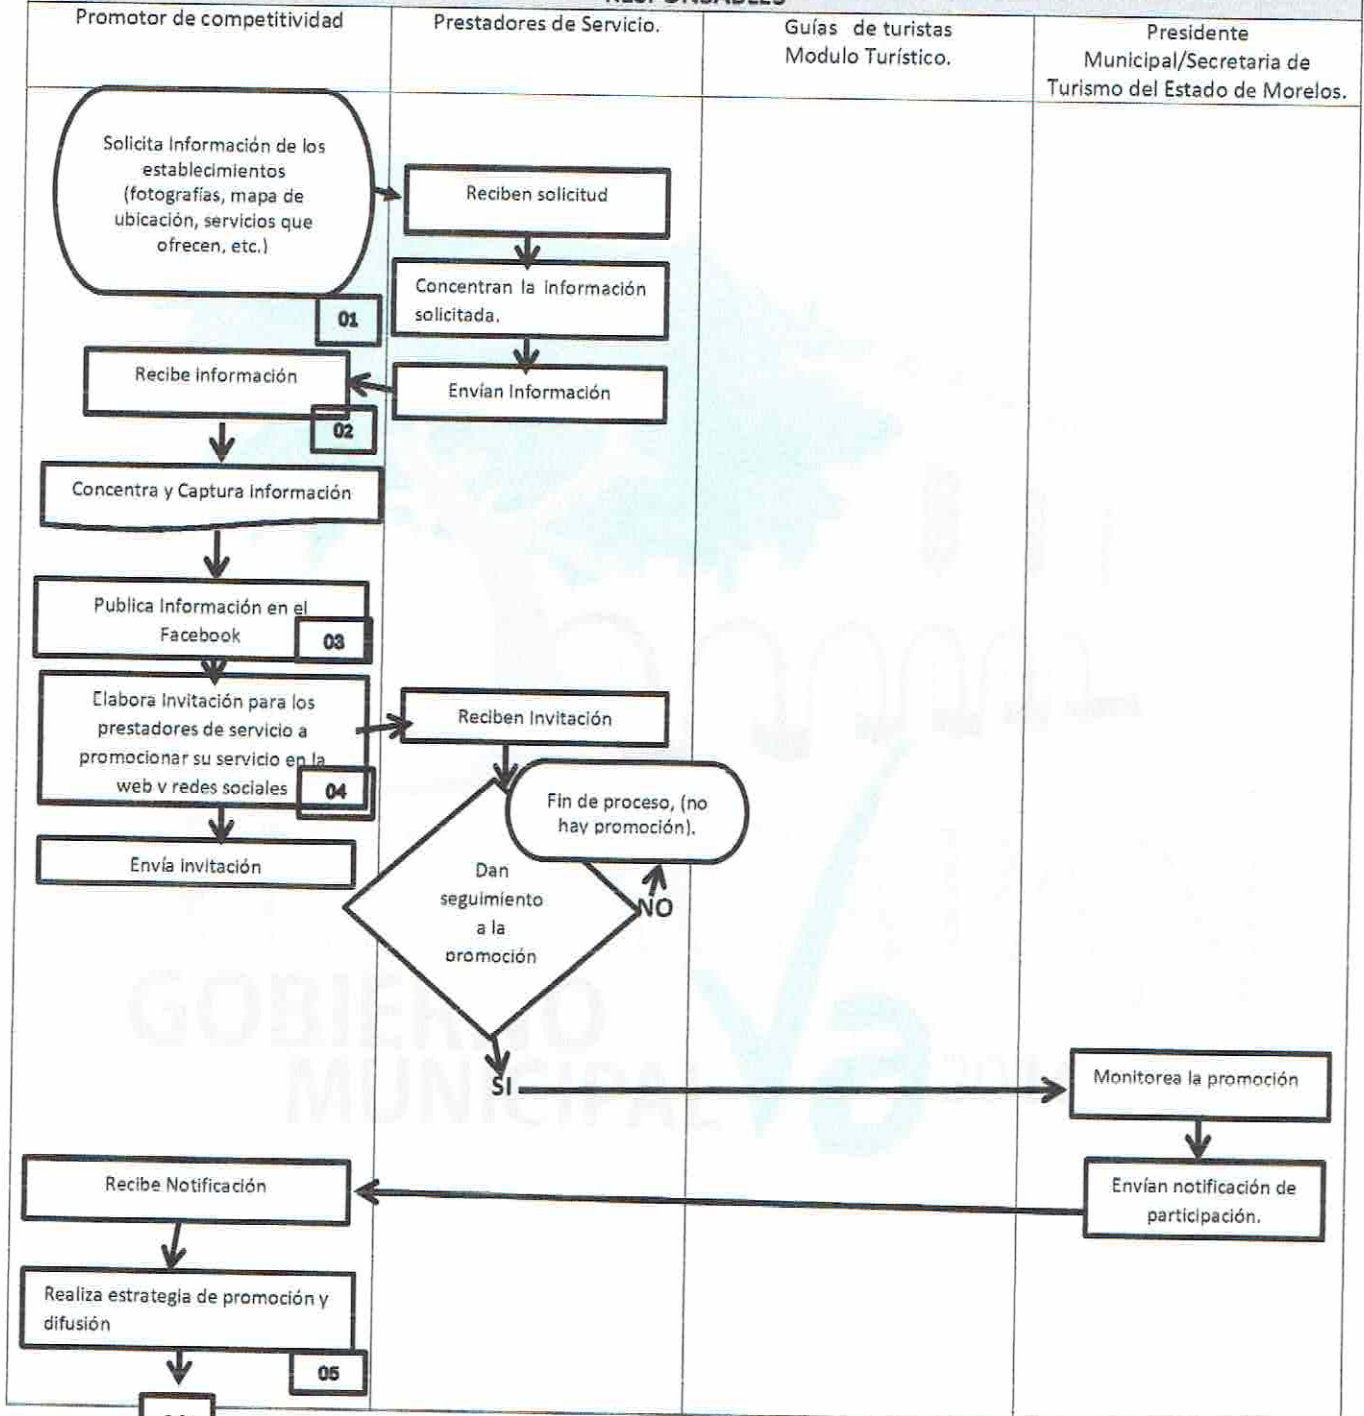 RESPONSABLES
Promotor de competitividad
Prestadores de Servicio.
Guías de turistas
Modulo Turístico.
Presidente
Municipal/Secretaria de
Turismo del Estado de Morelos.
Solicita Información de los
establecimientos
(fotografías, mapa de
ubicación, servicios que
ofrecen, etc.)
01
Reciben solicitud
Concentran la información
solicitada.
Envían Información
Recibe información
02
Concentra y Captura Información
Publica Información en el
Facebook
03
Elabora Invitación para los
prestadores de servicio a
promocionar su servicio en la
web y redes sociales
04
Reciben Invitación
Envía invitación
Fin de proceso, (no
hay promoción).
Dan
seguimiento
a la
promoción
NO
SI
Monitorea la promoción
Envían notificación de
participación.
Recibe Notificación
Realiza estrategia de promoción y
difusión
05
GOBIERNO
MUNICIPAL